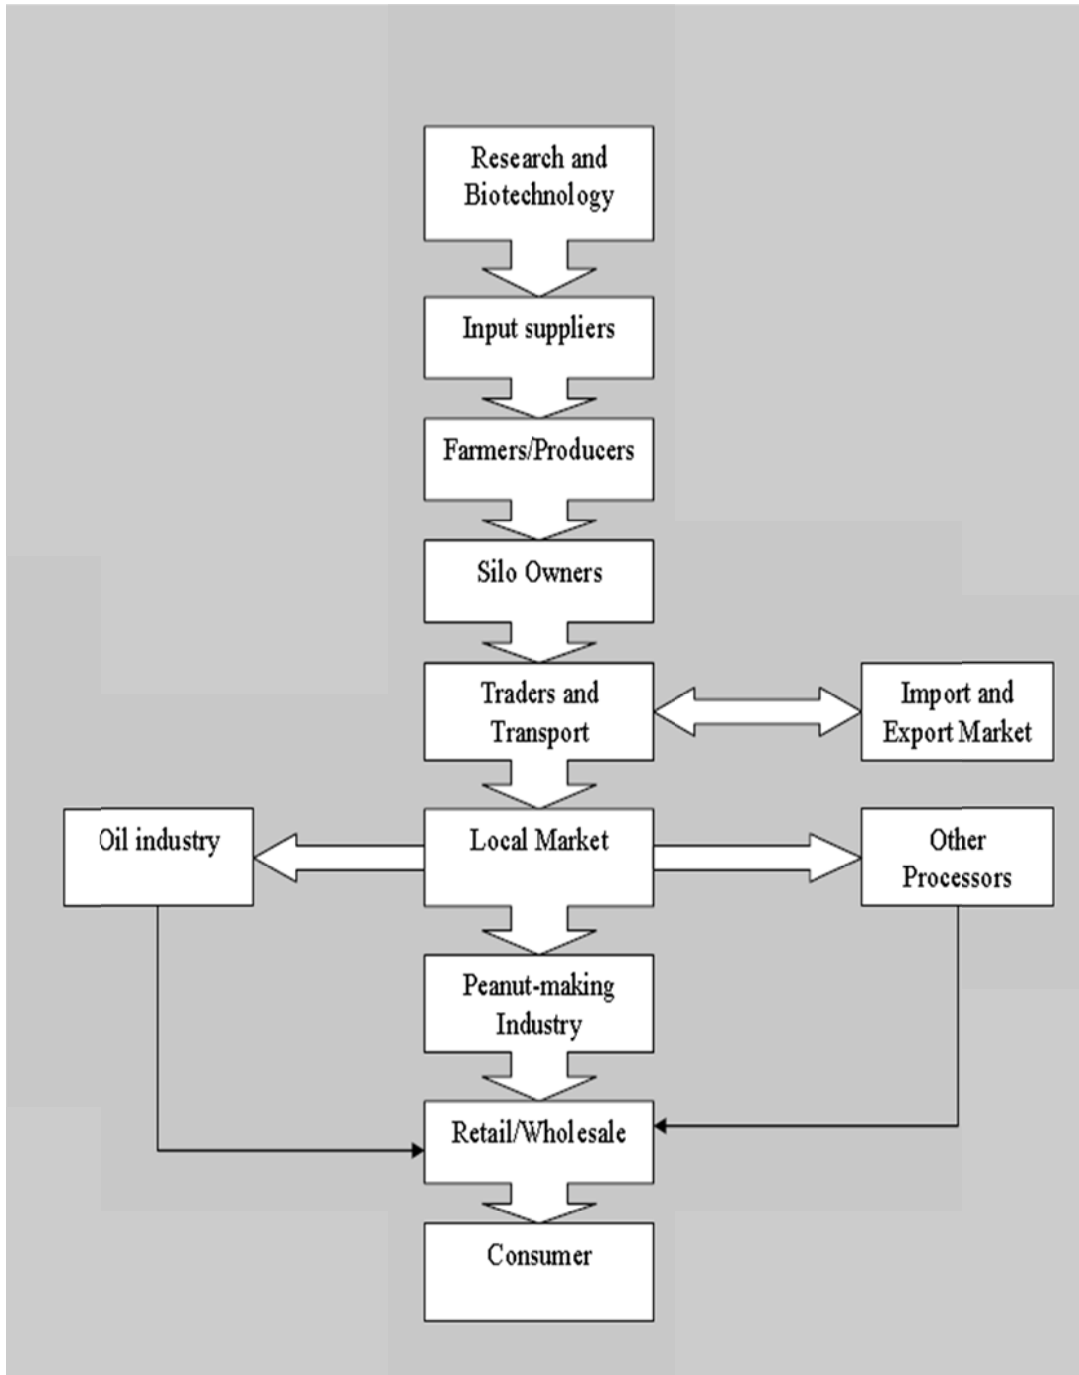 Research and
Biotechnology
Input suppliers
Farmers/Producers
Silo Owners
Traders and
Transport
Import and
Export Market
Oil industry
Local Market
Other
Processors
Peanut-making
Industry
Retail/Wholesale
Consumer